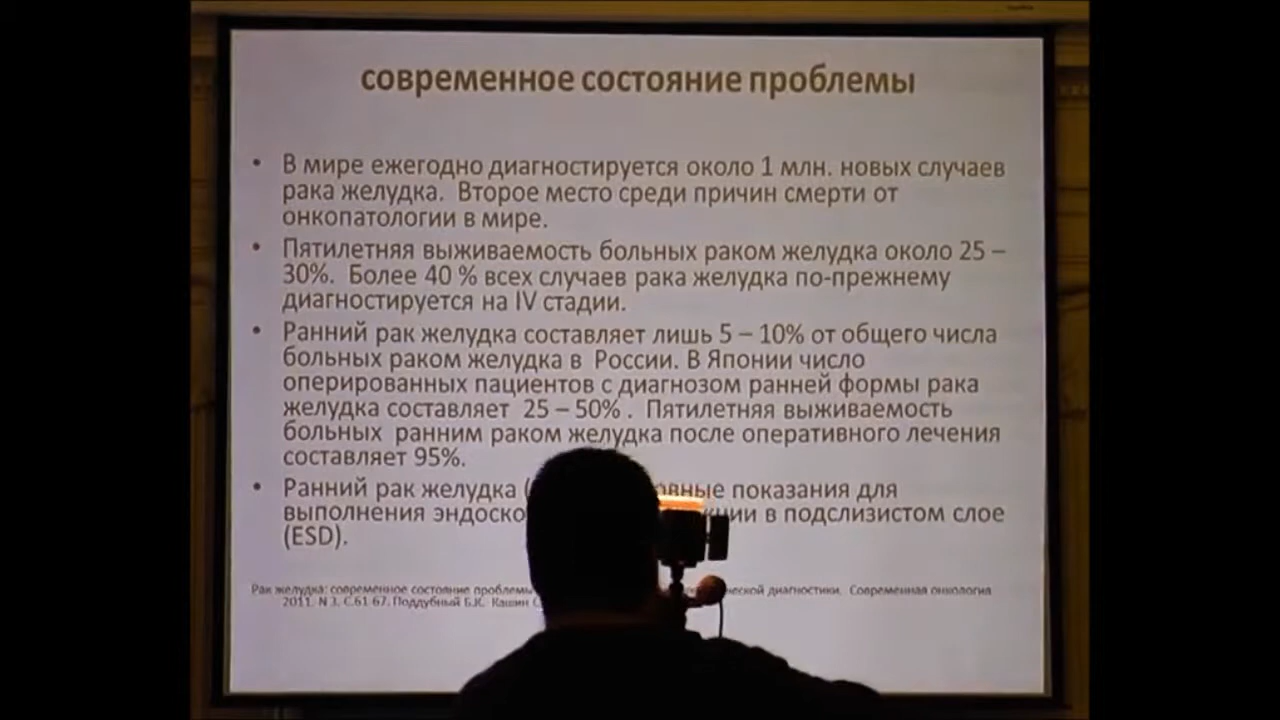 современное состояние проблемы
• В мире ежегодно диагностируется около 1 млн. новых случаев
рака желудка. Второе место среди причин смерти от
онкопатологии в мире.
• Пятилетняя выживаемость больных раком желудка около 25 –
30%. Более 40 % всех случаев рака желудка по-прежнему
диагностируется на IV стадии.
• Ранний рак желудка составляет лишь 5 – 10% от общего числа
больных раком желудка в России. В Японии число
оперированных пациентов с диагнозом ранней формы рака
желудка составляет 25 – 50% . Пятилетняя выживаемость
больных ранним раком желудка после оперативного лечения
составляет 95%.
• Ранний рак желудка показания для
выполнения в подслизистом слое
(ESD).
Рак желудка: современное состояние проблемы диагностики. Современная онкология
2011. N 3. С.61-67. Поддубный Б.К. Кашин